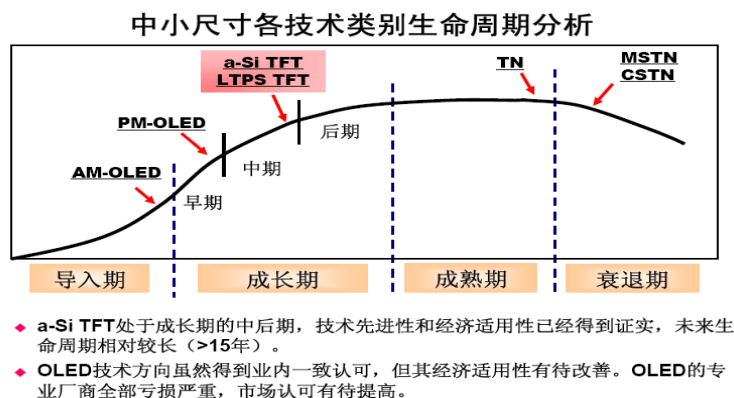 中小尺寸各技术类别生命周期分析
a-Si TFT
LTPS TFT
TN
MSTN
CSTN
PM-OLED
后期
中期
AM-OLED
早期
导入期
成长期
成熟期
衰退期
a-Si TFT处于成长期的中后期，技术先进性和经济适用性已经得到证实，未来生
命周期相对较长（>15年）。
OLED技术方向虽然得到业内一致认可，但其经济适用性有待改善。OLED的专
业厂商全部亏损严重，市场认可有待提高。